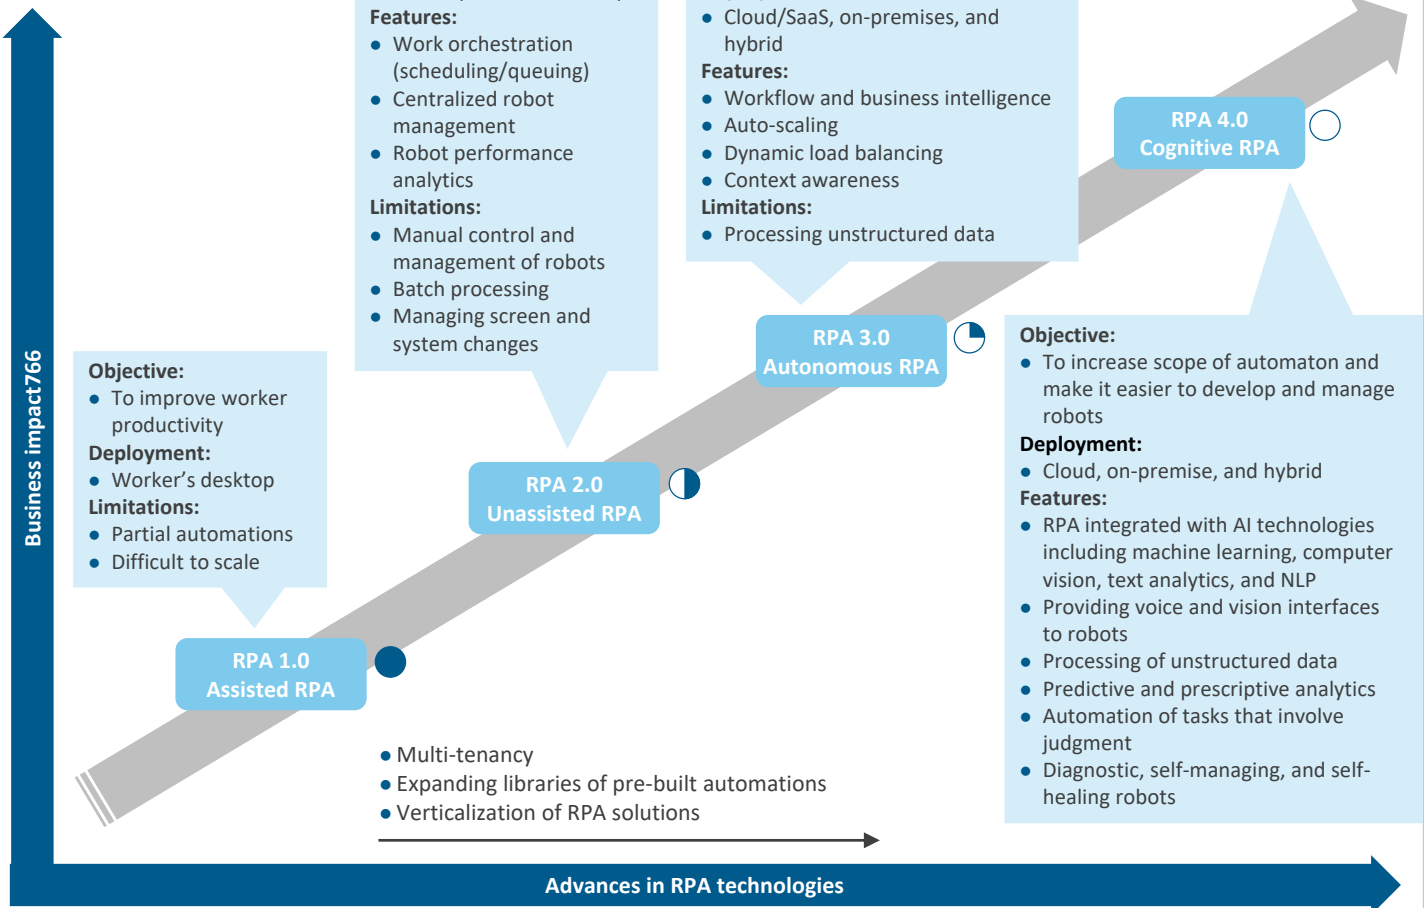 Features:
● Work orchestration
(scheduling/queuing)
● Centralized robot
management
● Robot performance
analytics
Limitations:
● Manual control and
management of robots
● Batch processing
● Managing screen and
system changes
● Cloud/SaaS, on-premises, and
hybrid
Features:
● Workflow and business intelligence
● Auto-scaling
● Dynamic load balancing
● Context awareness
Limitations:
● Processing unstructured data
RPA 4.0
Cognitive RPA
RPA 3.0
Autonomous RPA
Objective:
● To increase scope of automaton and
make it easier to develop and manage
robots
Deployment:
● Cloud, on-premise, and hybrid
Features:
● RPA integrated with AI technologies
including machine learning, computer
vision, text analytics, and NLP
● Providing voice and vision interfaces
to robots
● Processing of unstructured data
● Predictive and prescriptive analytics
● Automation of tasks that involve
judgment
● Diagnostic, self-managing, and self-
healing robots
Business impact766
Objective:
● To improve worker
productivity
Deployment:
● Worker’s desktop
Limitations:
● Partial automations
● Difficult to scale
RPA 2.0
Unassisted RPA
RPA 1.0
Assisted RPA
● Multi-tenancy
● Expanding libraries of pre-built automations
● Verticalization of RPA solutions
Advances in RPA technologies